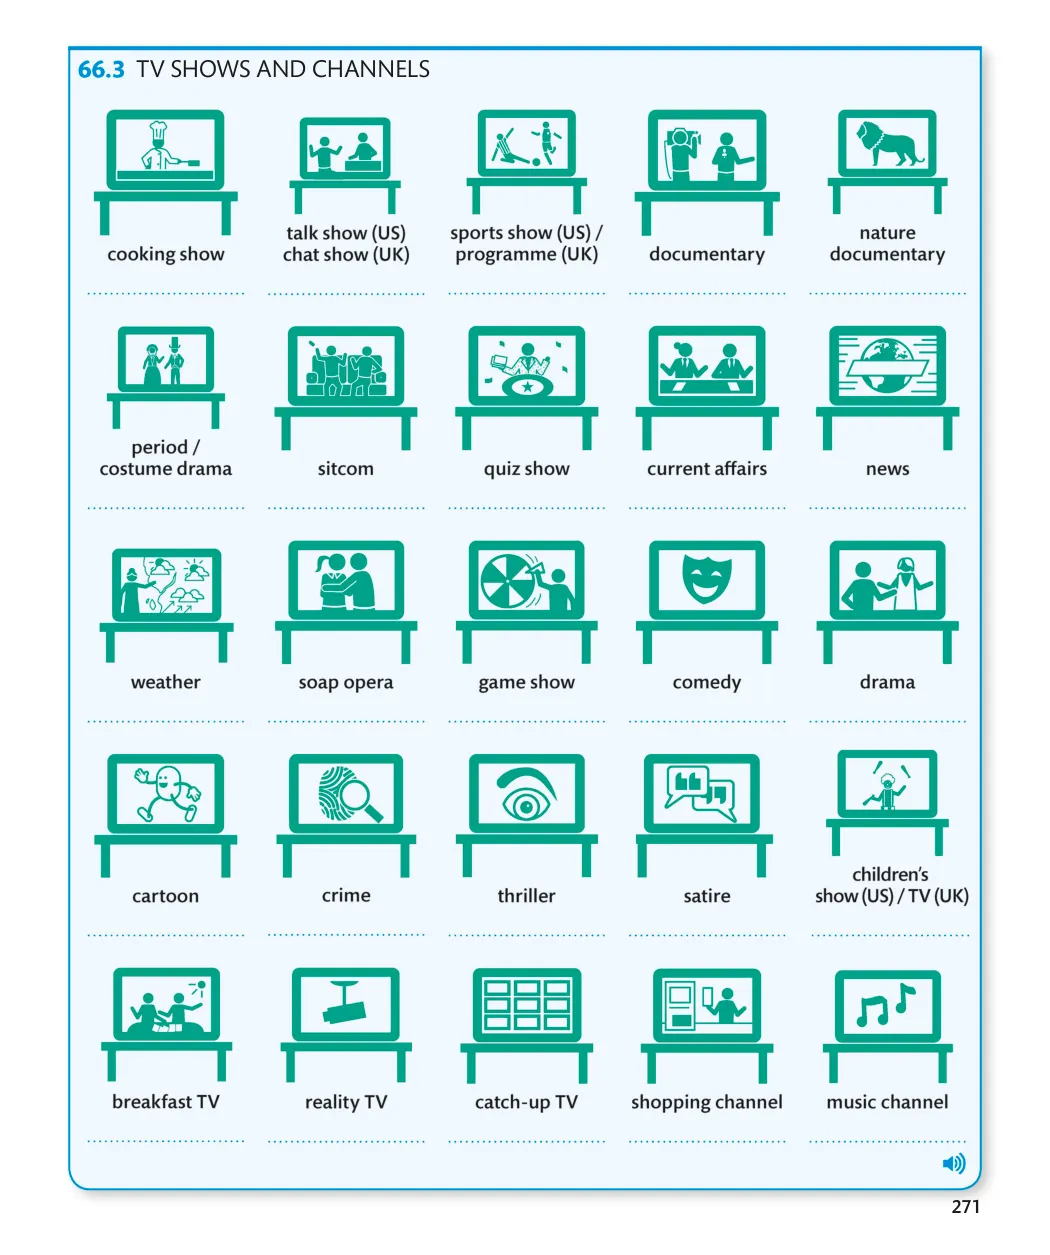 66.3 TV SHOWS AND CHANNELS
cooking show
talk show (US)
chat show (UK)
sports show (US) /
programme (UK)
documentary
nature
documentary
period /
costume drama
sitcom
quiz show
current affairs
news
weather
soap opera
game show
comedy
drama
cartoon
crime
thriller
satire
children's
show (US) / TV (UK)
breakfast TV
reality TV
catch-up TV
shopping channel
music channel
271